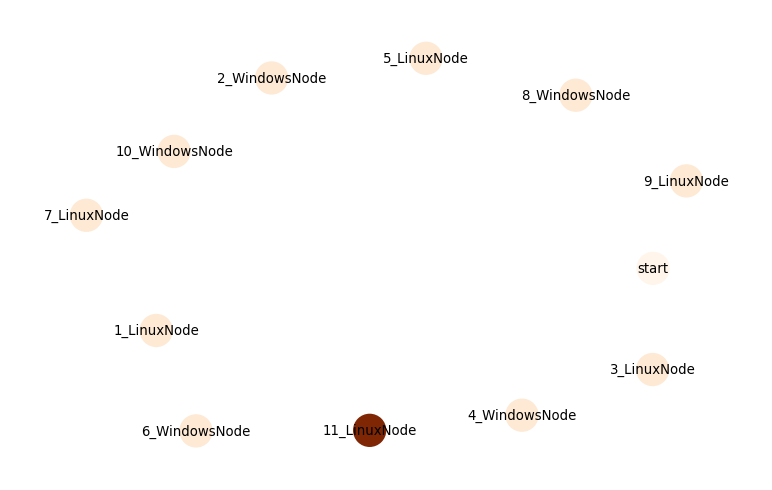 5_LinuxNode
2_WindowsNode
8_WindowsNode
10_WindowsNode
9_LinuxNode
7_LinuxNode
start
1_LinuxNode
3_LinuxNode
4_WindowsNode
11_LinuxNode
6_WindowsNode